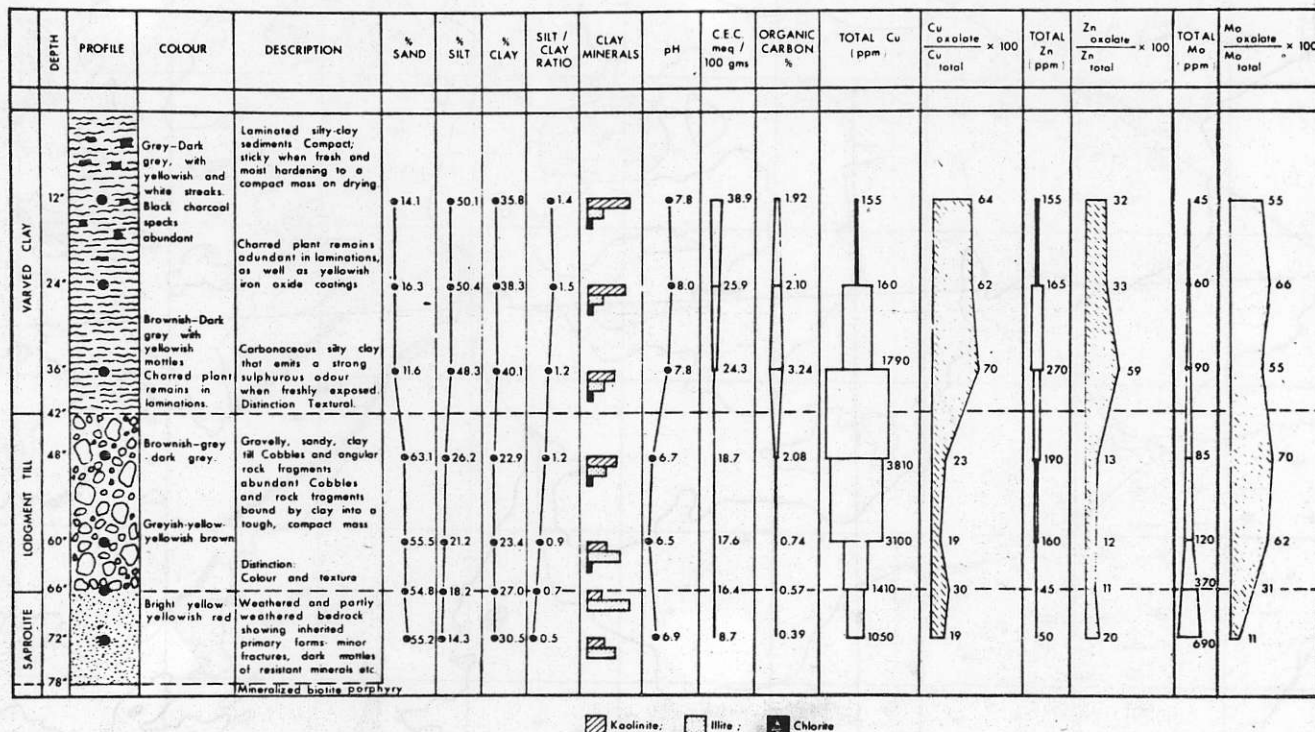 DEPTH
PROFILE
COLOUR
DESCRIPTION
% SAND
% SILT
% CLAY
SILT / CLAY RATIO
CLAY MINERALS
pH
C.E.C. meq / 100 gms
ORGANIC CARBON %
TOTAL Cu (ppm)
Cu oxalate / Cu total × 100
TOTAL Zn (ppm)
Zn oxalate / Zn total × 100
TOTAL Mo (ppm)
Mo oxalate / Mo total × 100
VARVED CLAY
LODGMENT TILL
SAPROLITE
12"
24"
36"
42"
48"
60"
66"
72"
78"
Grey-Dark
grey, with
yellowish and
white streaks.
Black charcoal
specks
abundant
Brownish-Dark
grey with
yellowish
mottles
Charred plant
remains in
laminations.
Brownish-grey
dark grey.
Greyish-yellow-
yellowish brown
Bright yellow-
yellowish red
Laminated silty-clay
sediments Compact;
sticky when fresh and
moist hardening to a
compact mass on drying.
Charred plant remains
adundant in laminations,
as well as yellowish
iron oxide coatings
Carbonaceous silty clay
that emits a strong
sulphurous odour
when freshly exposed.
Distinction Textural.
Gravelly, sandy, clay
till Cobbles and angular
rock fragments
abundant Cobbles
and rock fragments
bound by clay into a
tough, compact mass
Distinction:
Colour and texture
Weathered and partly
weathered bedrock
showing inherited
primary forms- minor
fractures, dark mottles
of resistant minerals etc.
Mineralized biotite porphyry
14.1 50.1 35.8 1.4 7.8 38.9 1.92 155 64 155 32 45 55
16.3 50.4 38.3 1.5 8.0 25.9 2.10 160 62 165 33 60 66
11.6 48.3 40.1 1.2 7.8 24.3 3.24 1790 70 270 59 90 55
63.1 26.2 22.9 1.2 6.7 18.7 2.08 3810 23 190 13 85 70
55.5 21.2 23.4 0.9 6.5 17.6 0.74 3100 19 160 12 120 62
54.8 18.2 27.0 0.7 16.4 0.57 1410 30 45 11 370 31
55.2 14.3 30.5 0.5 6.9 8.7 0.39 1050 19 50 20 690 11
Kaolinite; Illite; Chlorite